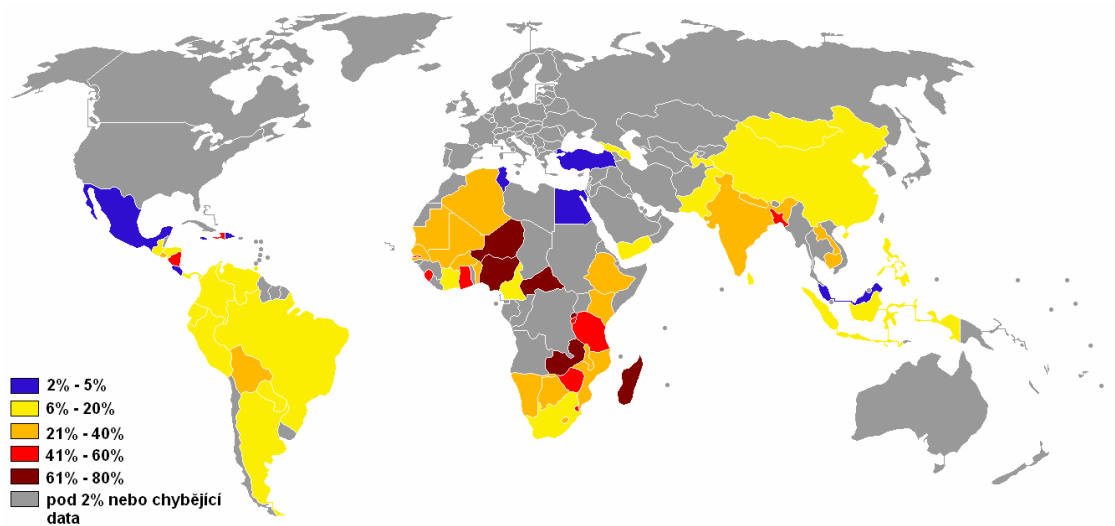 2% - 5%
6% - 20%
21% - 40%
41% - 60%
61% - 80%
pod 2% nebo chybějící
data